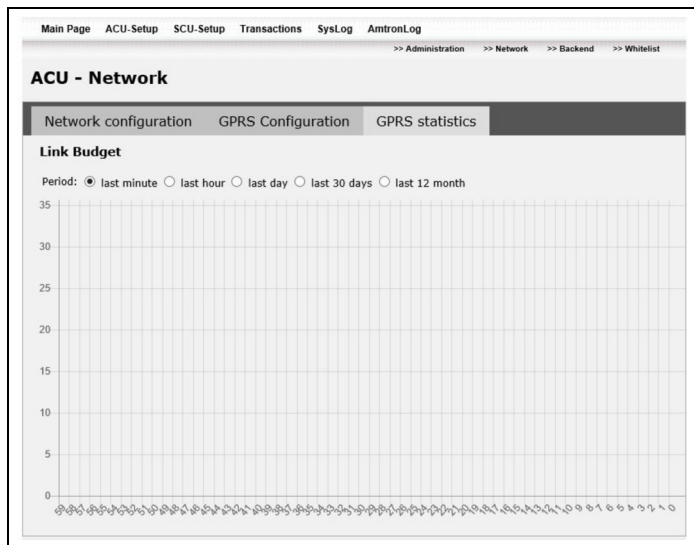 Main Page ACU-Setup SCU-Setup Transactions SysLog AmtronLog
>> Administration >> Network >> Backend >> Whitelist
ACU - Network
Network configuration GPRS Configuration GPRS statistics
Link Budget
Period: last minute last hour last day last 30 days last 12 month
35
30
25
20
15
10
5
0
59 58 57 56 55 54 53 52 51 50 49 48 47 46 45 44 43 42 41 40 39 38 37 36 35 34 33 32 31 30 29 28 27 26 25 24 23 22 21 20 19 18 17 16 15 14 13 12 11 10 9 8 7 6 5 4 3 2 1 0